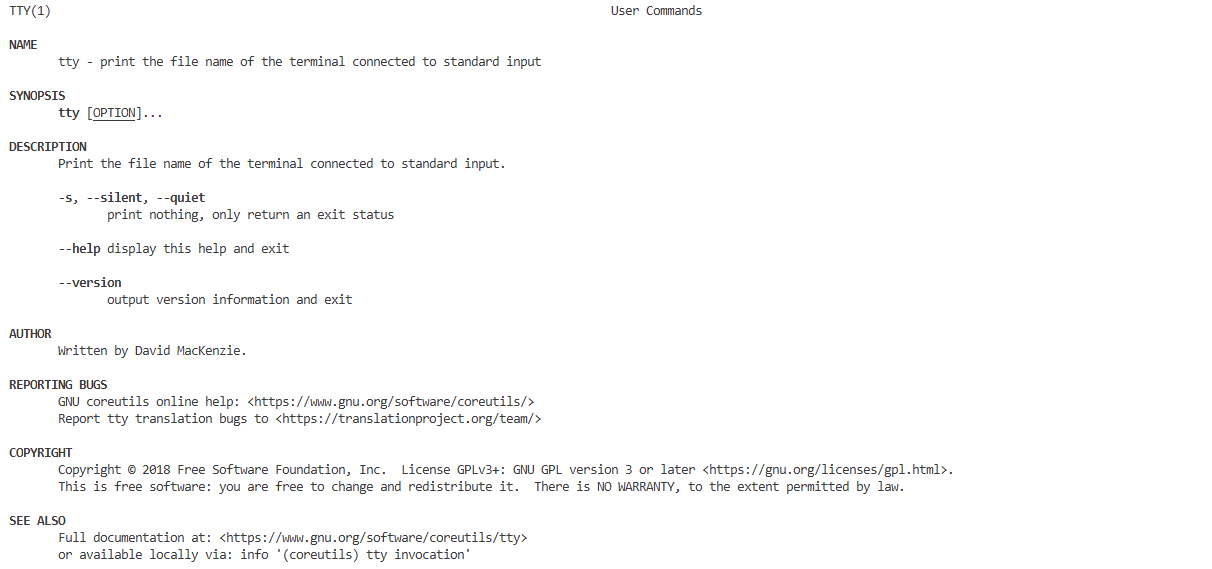 TTY(1) User Commands
NAME
tty - print the file name of the terminal connected to standard input
SYNOPSIS
tty [OPTION]...
DESCRIPTION
Print the file name of the terminal connected to standard input.
-s, --silent, --quiet
print nothing, only return an exit status
--help display this help and exit
--version
output version information and exit
AUTHOR
Written by David MacKenzie.
REPORTING BUGS
GNU coreutils online help: <https://www.gnu.org/software/coreutils/>
Report tty translation bugs to <https://translationproject.org/team/>
COPYRIGHT
Copyright © 2018 Free Software Foundation, Inc.  License GPLv3+: GNU GPL version 3 or later <https://gnu.org/licenses/gpl.html>.
This is free software: you are free to change and redistribute it.  There is NO WARRANTY, to the extent permitted by law.
SEE ALSO
Full documentation at: <https://www.gnu.org/software/coreutils/tty>
or available locally via: info '(coreutils) tty invocation'